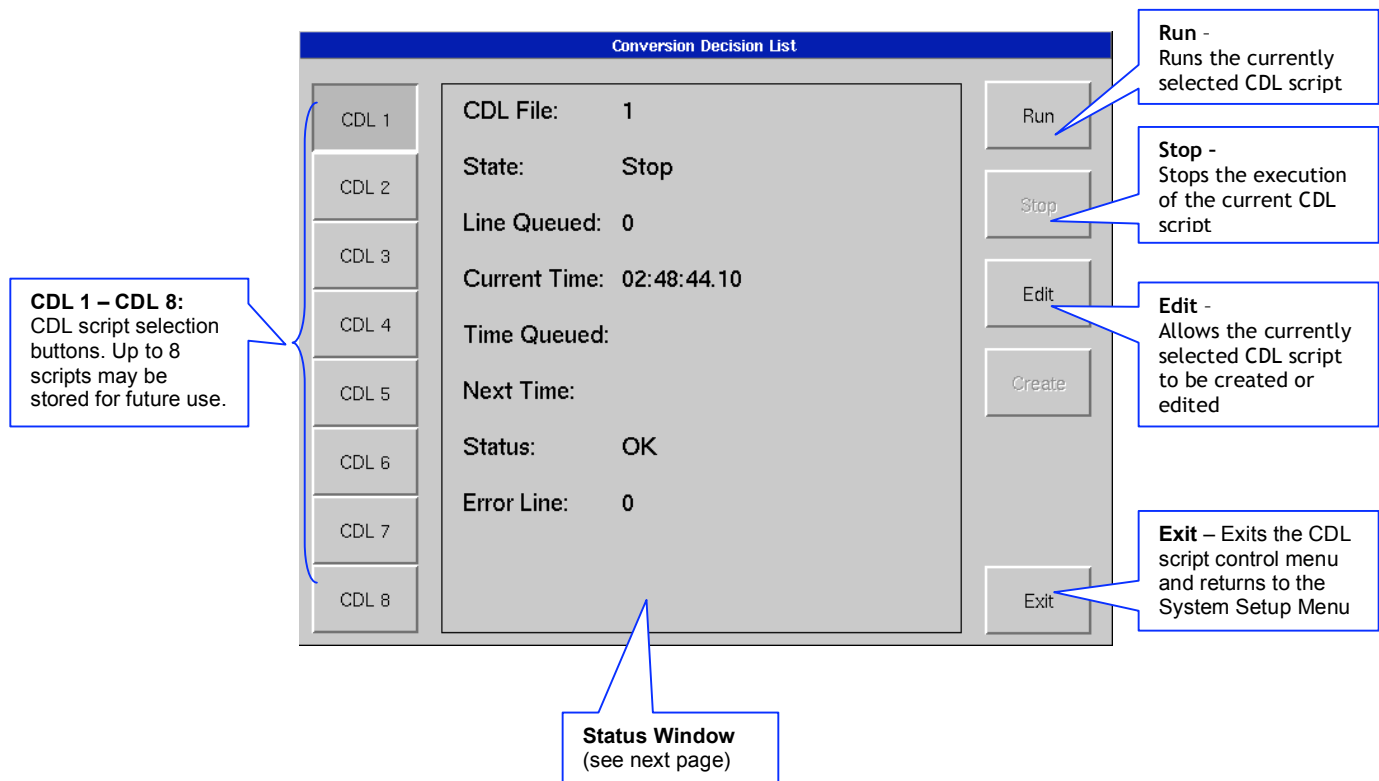 Conversion Decision List
CDL 1
CDL 2
CDL 3
CDL 4
CDL 5
CDL 6
CDL 7
CDL 8
CDL File: 1
State: Stop
Line Queued: 0
Current Time: 02:48:44.10
Time Queued:
Next Time:
Status: OK
Error Line: 0
Run
Stop
Edit
Create
Exit
CDL 1 – CDL 8:
CDL script selection
buttons. Up to 8
scripts may be
stored for future use.
Run –
Runs the currently
selected CDL script
Stop –
Stops the execution
of the current CDL
script
Edit –
Allows the currently
selected CDL script
to be created or
edited
Exit – Exits the CDL
script control menu
and returns to the
System Setup Menu
Status Window
(see next page)